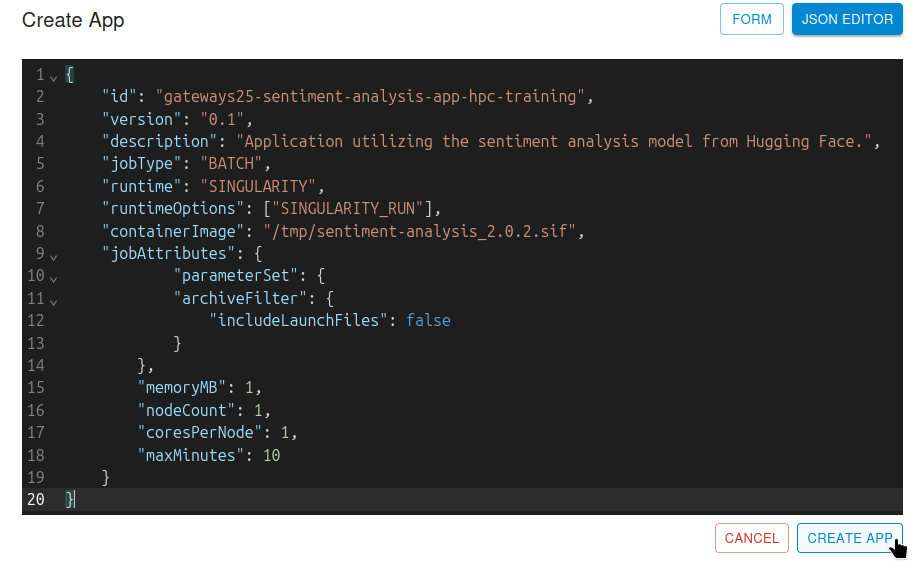 Create App
FORM
JSON EDITOR
1 {
2     "id": "gateways25-sentiment-analysis-app-hpc-training",
3     "version": "0.1",
4     "description": "Application utilizing the sentiment analysis model from Hugging Face.",
5     "jobType": "BATCH",
6     "runtime": "SINGULARITY",
7     "runtimeOptions": ["SINGULARITY_RUN"],
8     "containerImage": "/tmp/sentiment-analysis_2.0.2.sif",
9     "jobAttributes": {
10             "parameterSet": {
11             "archiveFilter": {
12                 "includeLaunchFiles": false
13             }
14         },
15         "memoryMB": 1,
16         "nodeCount": 1,
17         "coresPerNode": 1,
18         "maxMinutes": 10
19     }
20 }
CANCEL
CREATE APP